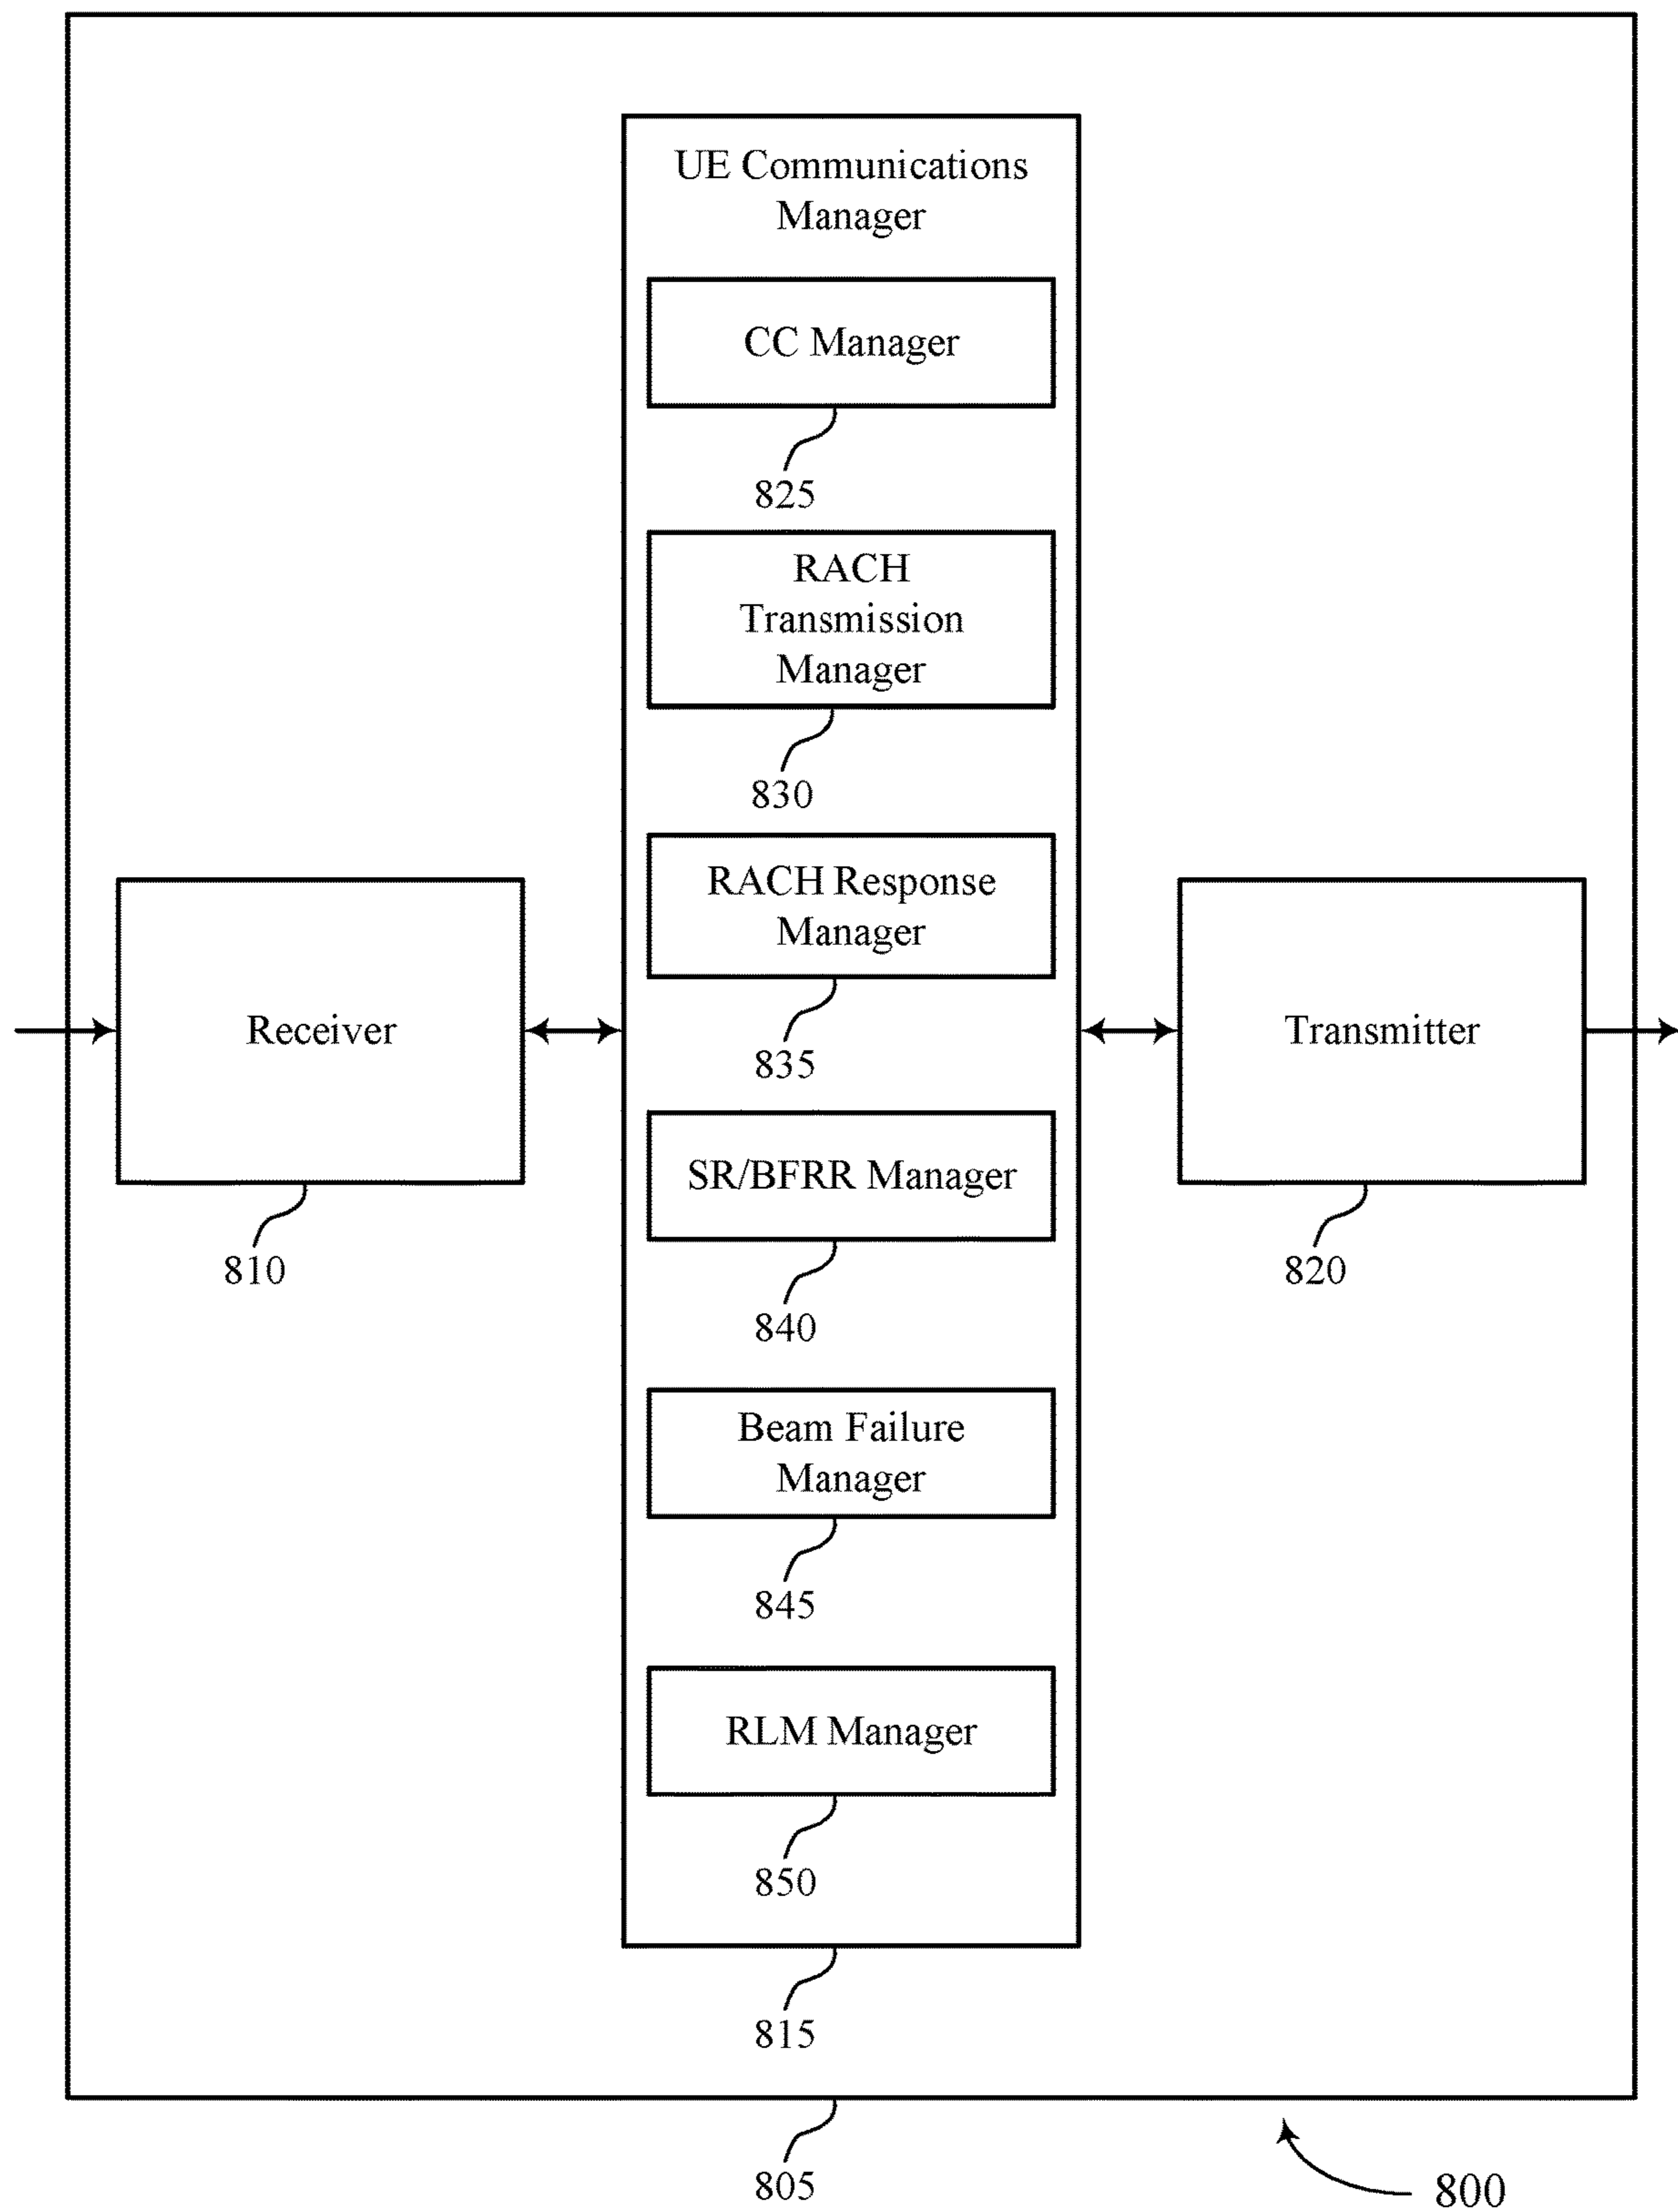 UE Communications
Manager
CC Manager
825
RACH
Transmission
Manager
830
RACH Response
Manager
835
Receiver
810
Transmitter
820
SR/BFRR Manager
840
Beam Failure
Manager
845
RLM Manager
850
815
805
800